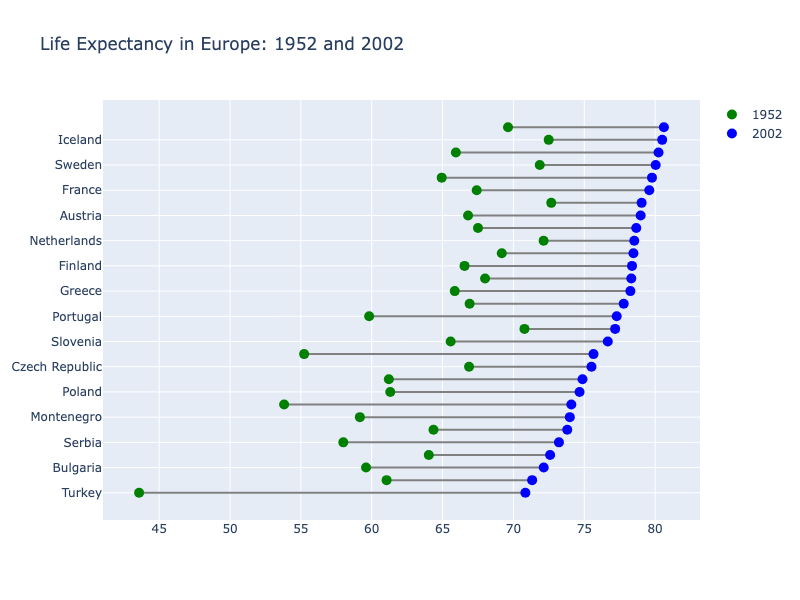 Life Expectancy in Europe: 1952 and 2002
1952
2002
Iceland
Sweden
France
Austria
Netherlands
Finland
Greece
Portugal
Slovenia
Czech Republic
Poland
Montenegro
Serbia
Bulgaria
Turkey
45 50 55 60 65 70 75 80